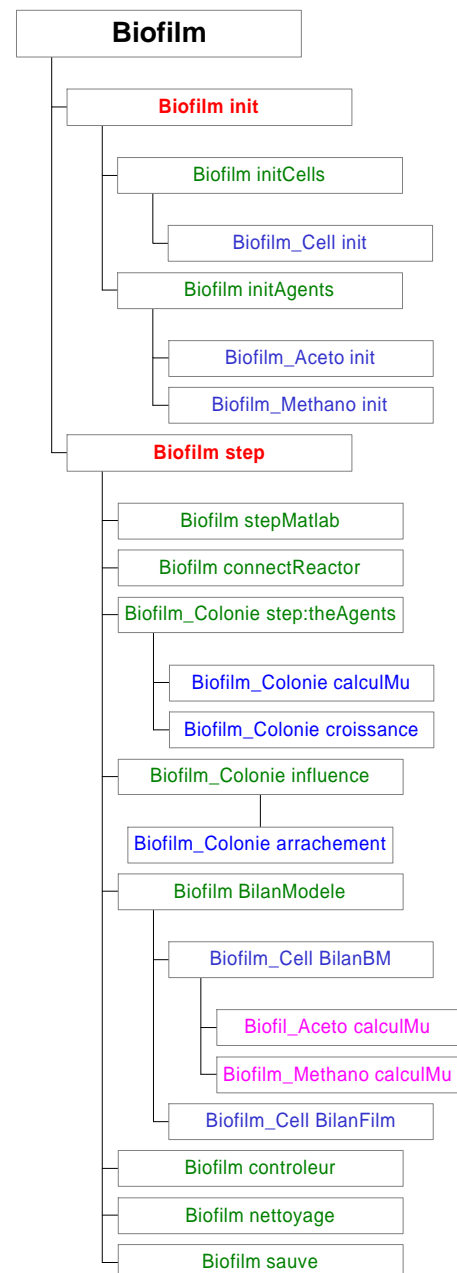 Biofilm
Biofilm init
Biofilm initCells
Biofilm_Cell init
Biofilm initAgents
Biofilm_Aceto init
Biofilm_Methano init
Biofilm step
Biofilm stepMatlab
Biofilm connectReactor
Biofilm_Colonie step:theAgents
Biofilm_Colonie calculMu
Biofilm_Colonie croissance
Biofilm_Colonie influence
Biofilm_Colonie arrachement
Biofilm BilanModele
Biofilm_Cell BilanBM
Biofil_Aceto calculMu
Biofilm_Methano calculMu
Biofilm_Cell BilanFilm
Biofilm controleur
Biofilm nettoyage
Biofilm sauve